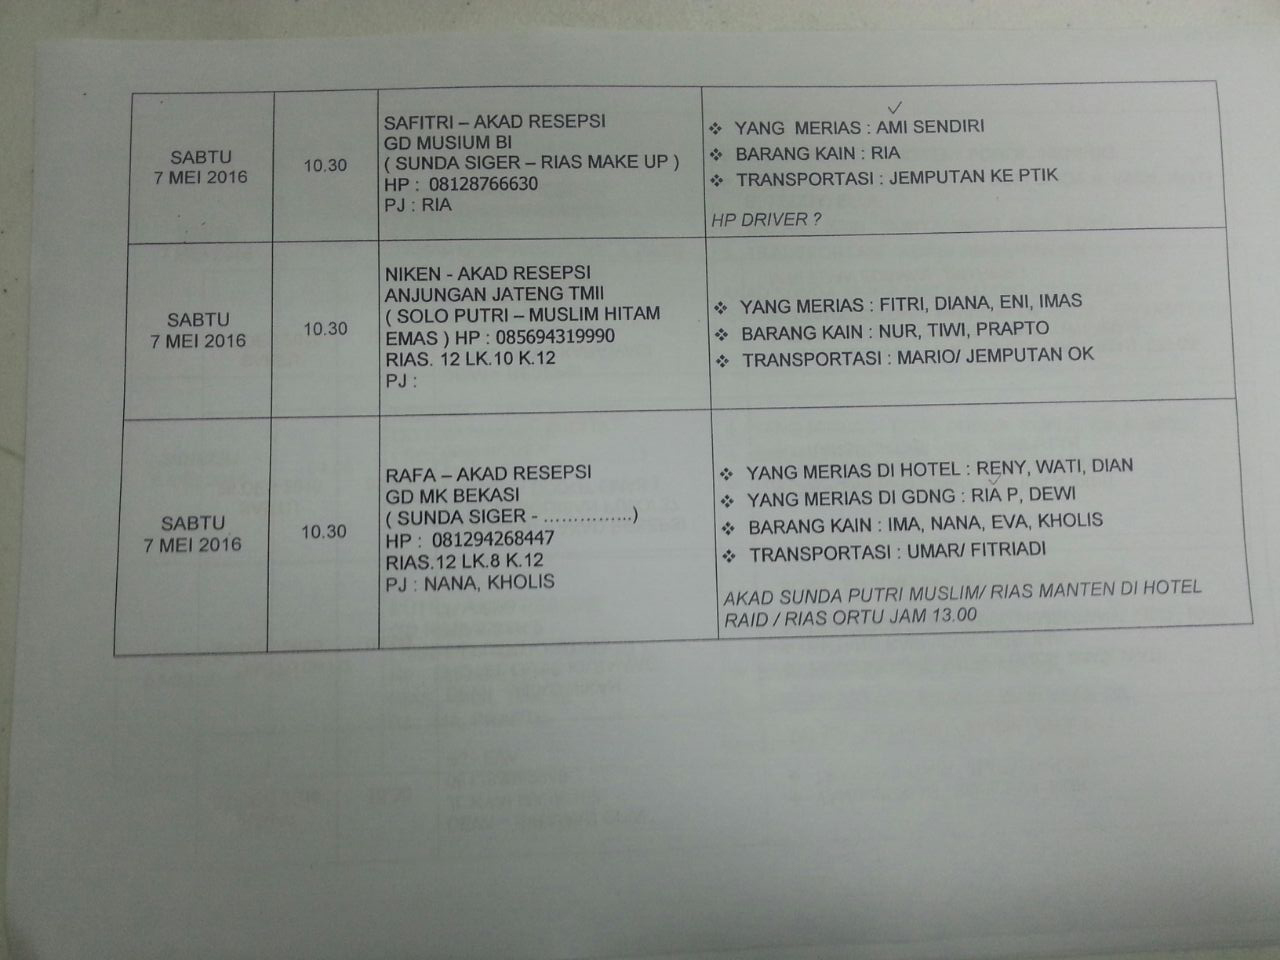 SABTU
7 MEI 2016
10.30
SAFITRI – AKAD RESEPSI
GD MUSIUM BI
( SUNDA SIGER – RIAS MAKE UP )
HP : 08128766630
PJ : RIA
❖ YANG MERIAS : AMI SENDIRI
❖ BARANG KAIN : RIA
❖ TRANSPORTASI : JEMPUTAN KE PTIK
HP DRIVER ?
SABTU
7 MEI 2016
10.30
NIKEN - AKAD RESEPSI
ANJUNGAN JATENG TMII
( SOLO PUTRI – MUSLIM HITAM
EMAS ) HP : 085694319990
RIAS. 12 LK.10 K.12
PJ :
❖ YANG MERIAS : FITRI, DIANA, ENI, IMAS
❖ BARANG KAIN : NUR, TIWI, PRAPTO
❖ TRANSPORTASI : MARIO/ JEMPUTAN OK
SABTU
7 MEI 2016
10.30
RAFA – AKAD RESEPSI
GD MK BEKASI
( SUNDA SIGER - ……………)
HP : 081294268447
RIAS.12 LK.8 K.12
PJ : NANA, KHOLIS
❖ YANG MERIAS DI HOTEL : RENY, WATI, DIAN
❖ YANG MERIAS DI GDNG : RIA P, DEWI
❖ BARANG KAIN : IMA, NANA, EVA, KHOLIS
❖ TRANSPORTASI : UMAR/ FITRIADI
AKAD SUNDA PUTRI MUSLIM/ RIAS MANTEN DI HOTEL
RAID / RIAS ORTU JAM 13.00